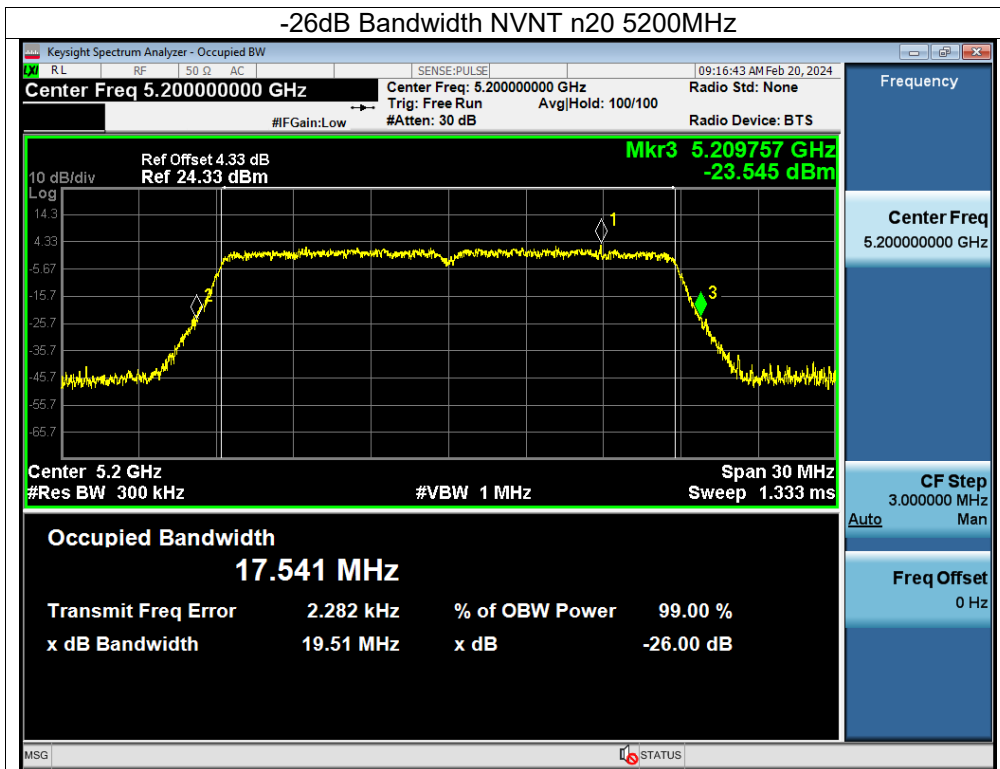 -26dB Bandwidth NVNT n20 5200MHz
Keysight Spectrum Analyzer - Occupied BW
LXI RL RF 50 Ω AC SENSE:PULSE 09:16:43 AM Feb 20, 2024
Center Freq 5.200000000 GHz
Center Freq: 5.200000000 GHz Radio Std: None
Trig: Free Run Avg|Hold: 100/100
#IFGain:Low #Atten: 30 dB Radio Device: BTS
Mkr3 5.209757 GHz
-23.545 dBm
Ref Offset 4.33 dB
10 dB/div Ref 24.33 dBm
Log
14.3
4.33
-5.67
-15.7
-25.7
-35.7
-45.7
-55.7
-65.7
1
2
3
Center 5.2 GHz Span 30 MHz
#Res BW 300 kHz #VBW 1 MHz Sweep 1.333 ms
Occupied Bandwidth
17.541 MHz
Transmit Freq Error 2.282 kHz % of OBW Power 99.00 %
x dB Bandwidth 19.51 MHz x dB -26.00 dB
Frequency
Center Freq
5.200000000 GHz
CF Step
3.000000 MHz
Auto Man
Freq Offset
0 Hz
MSG STATUS